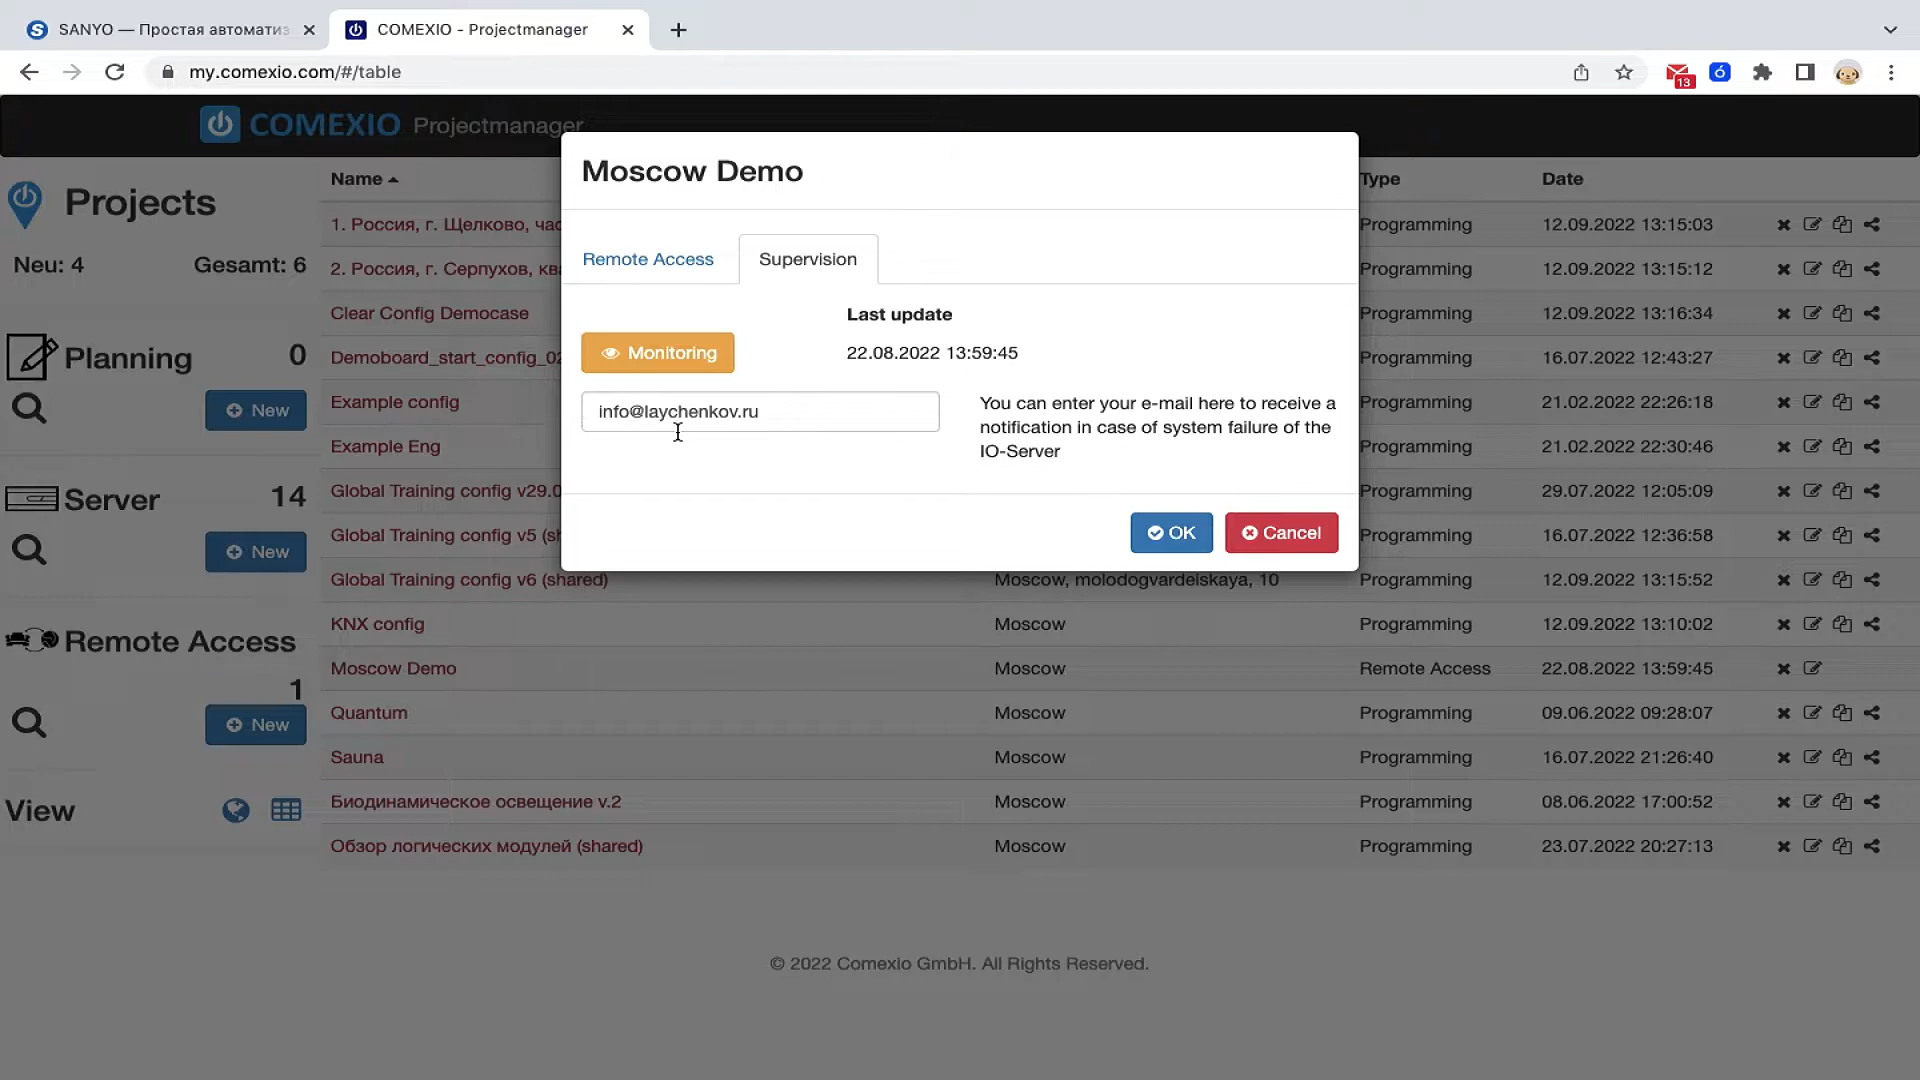 SANYO — Простая автоматиз
COMEXIO - Projectmanager
my.comexio.com/#/table
13
COMEXIO Projectmanager
Projects
Neu: 4 Gesamt: 6
Planning 0
New
Server 14
New
Remote Access
1
New
View
Name Type Date
1. Россия, г. Щелково, час Programming 12.09.2022 13:15:03
2. Россия, г. Серпухов, ква Programming 12.09.2022 13:15:12
Clear Config Democase Programming 12.09.2022 13:16:34
Demoboard_start_config_02 Programming 16.07.2022 12:43:27
Example config Programming 21.02.2022 22:26:18
Example Eng Programming 21.02.2022 22:30:46
Global Training config v29.0 Programming 29.07.2022 12:05:09
Global Training config v5 (sh Programming 16.07.2022 12:36:58
Global Training config v6 (shared) Moscow, molodogvardeiskaya, 10 Programming 12.09.2022 13:15:52
KNX config Moscow Programming 12.09.2022 13:10:02
Moscow Demo Moscow Remote Access 22.08.2022 13:59:45
Quantum Moscow Programming 09.06.2022 09:28:07
Sauna Moscow Programming 16.07.2022 21:26:40
Биодинамическое освещение v.2 Moscow Programming 08.06.2022 17:00:52
Обзор логических модулей (shared) Moscow Programming 23.07.2022 20:27:13
Moscow Demo
Remote Access Supervision
Last update
Monitoring 22.08.2022 13:59:45
info@laychenkov.ru
You can enter your e-mail here to receive a
notification in case of system failure of the
IO-Server
OK Cancel
© 2022 Comexio GmbH. All Rights Reserved.